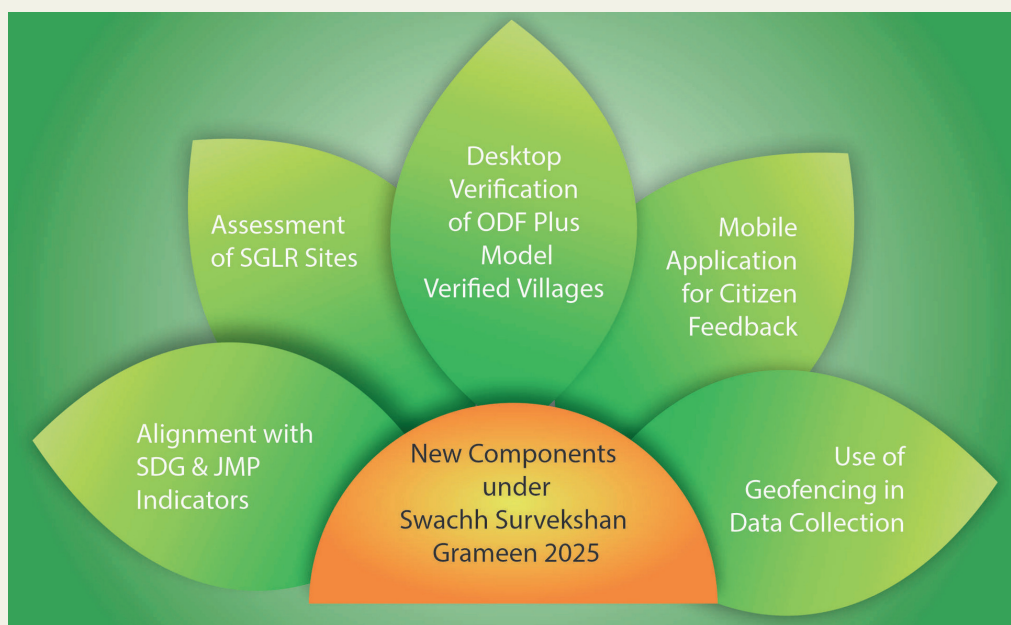 Desktop
Verification
of ODF Plus
Model
Verified Villages
Assessment
of SGLR Sites
Mobile
Application
for Citizen
Feedback
Alignment with
SDG & JMP
Indicators
New Components
under
Swachh Survekshan
Grameen 2025
Use of
Geofencing in
Data Collection